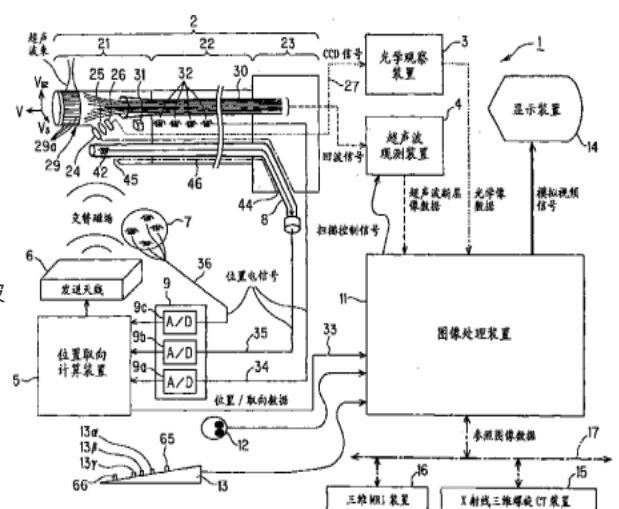 2
超声
波束
21
22
23
CCD 信号
27
光学观察
装置
3
1
25
26
31
32
30
V12
V
V3
29a
29
24
42
45
46
44
8
回波信号
超声波
观测装置
4
显示装置
14
超声波断层
像数据
光学像
数据
模拟视频
信号
扫描控制信号
交替磁场
7
6
发送天线
36
位置电信号
9
9c
A/D
9b
A/D
9a
A/D
35
34
33
11
图像处理装置
位置取向
计算装置
5
位置/取向数据
12
13α
13β
13γ
65
66
13
参照图像数据
17
16
三维MRI装置
15
X射线三维螺旋CT装置